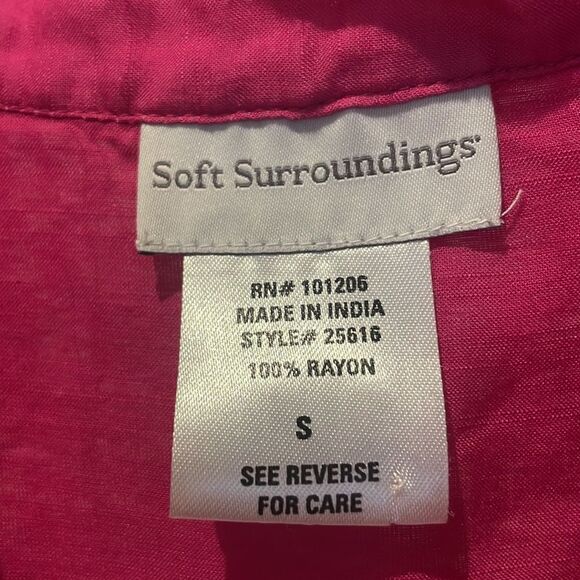 Soft Surroundings
RN# 101206
MADE IN INDIA
STYLE# 25616
100% RAYON
S
SEE REVERSE
FOR CARE